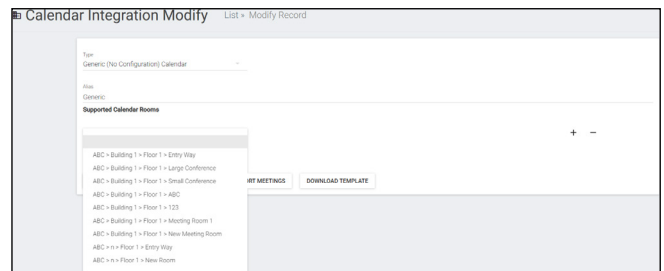 Calendar Integration Modify List » Modify Record
Type
Generic (No Configuration) Calendar
Alias
Generic
Supported Calendar Rooms
+ −
ABC > Building 1 > Floor 1 > Entry Way
ABC > Building 1 > Floor 1 > Large Conference
ABC > Building 1 > Floor 1 > Small Conference
RT MEETINGS DOWNLOAD TEMPLATE
ABC > Building 1 > Floor 1 > ABC
ABC > Building 1 > Floor 1 > 123
ABC > Building 1 > Floor 1 > Meeting Room 1
ABC > Building 1 > Floor 1 > New Meeting Room
ABC > n > Floor 1 > Entry Way
ABC > n > Floor 1 > New Room